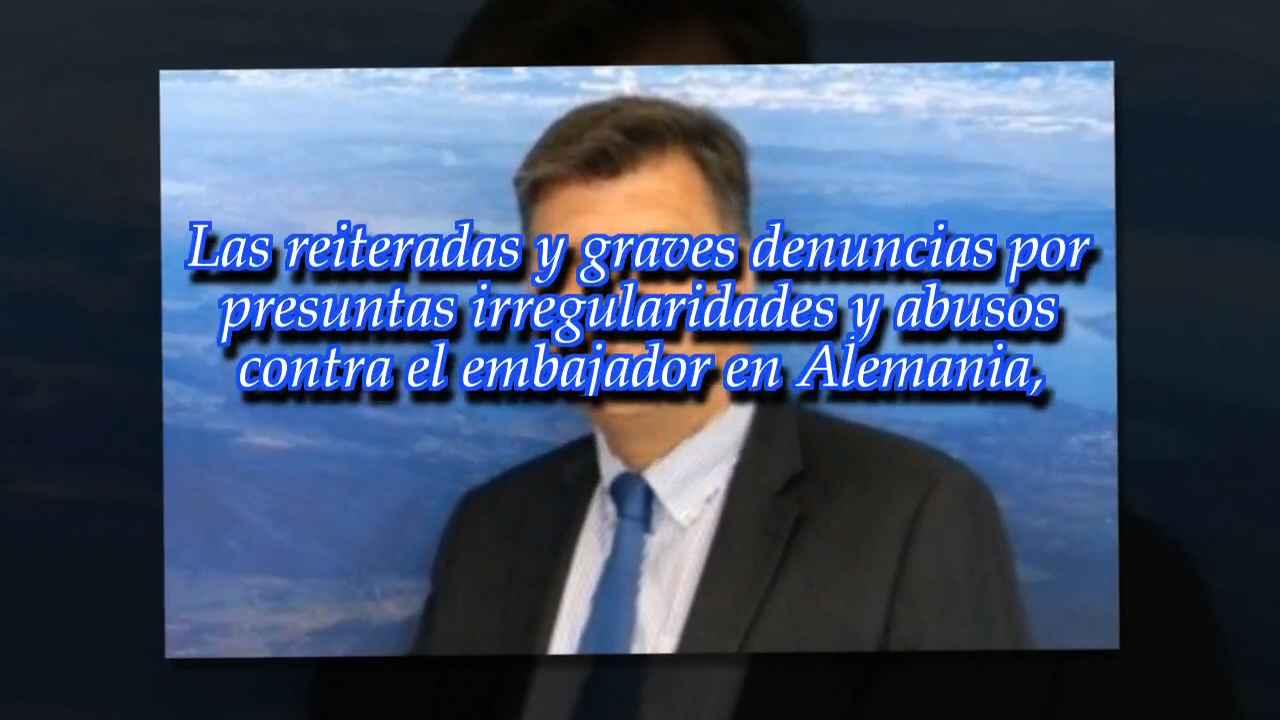 Las reiteradas y graves denuncias por
presuntas irregularidades y abusos
contra el embajador en Alemania,